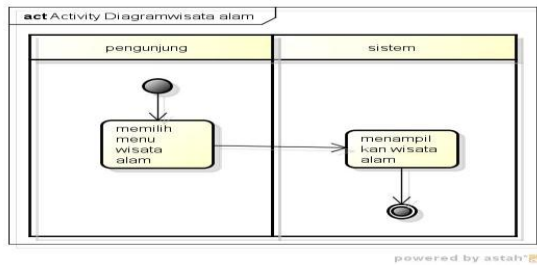 act Activity Diagramwisata alam
pengunjung
sistem
memilih
menu
wisata
alam
menampil
kan wisata
alam
powered by astah*